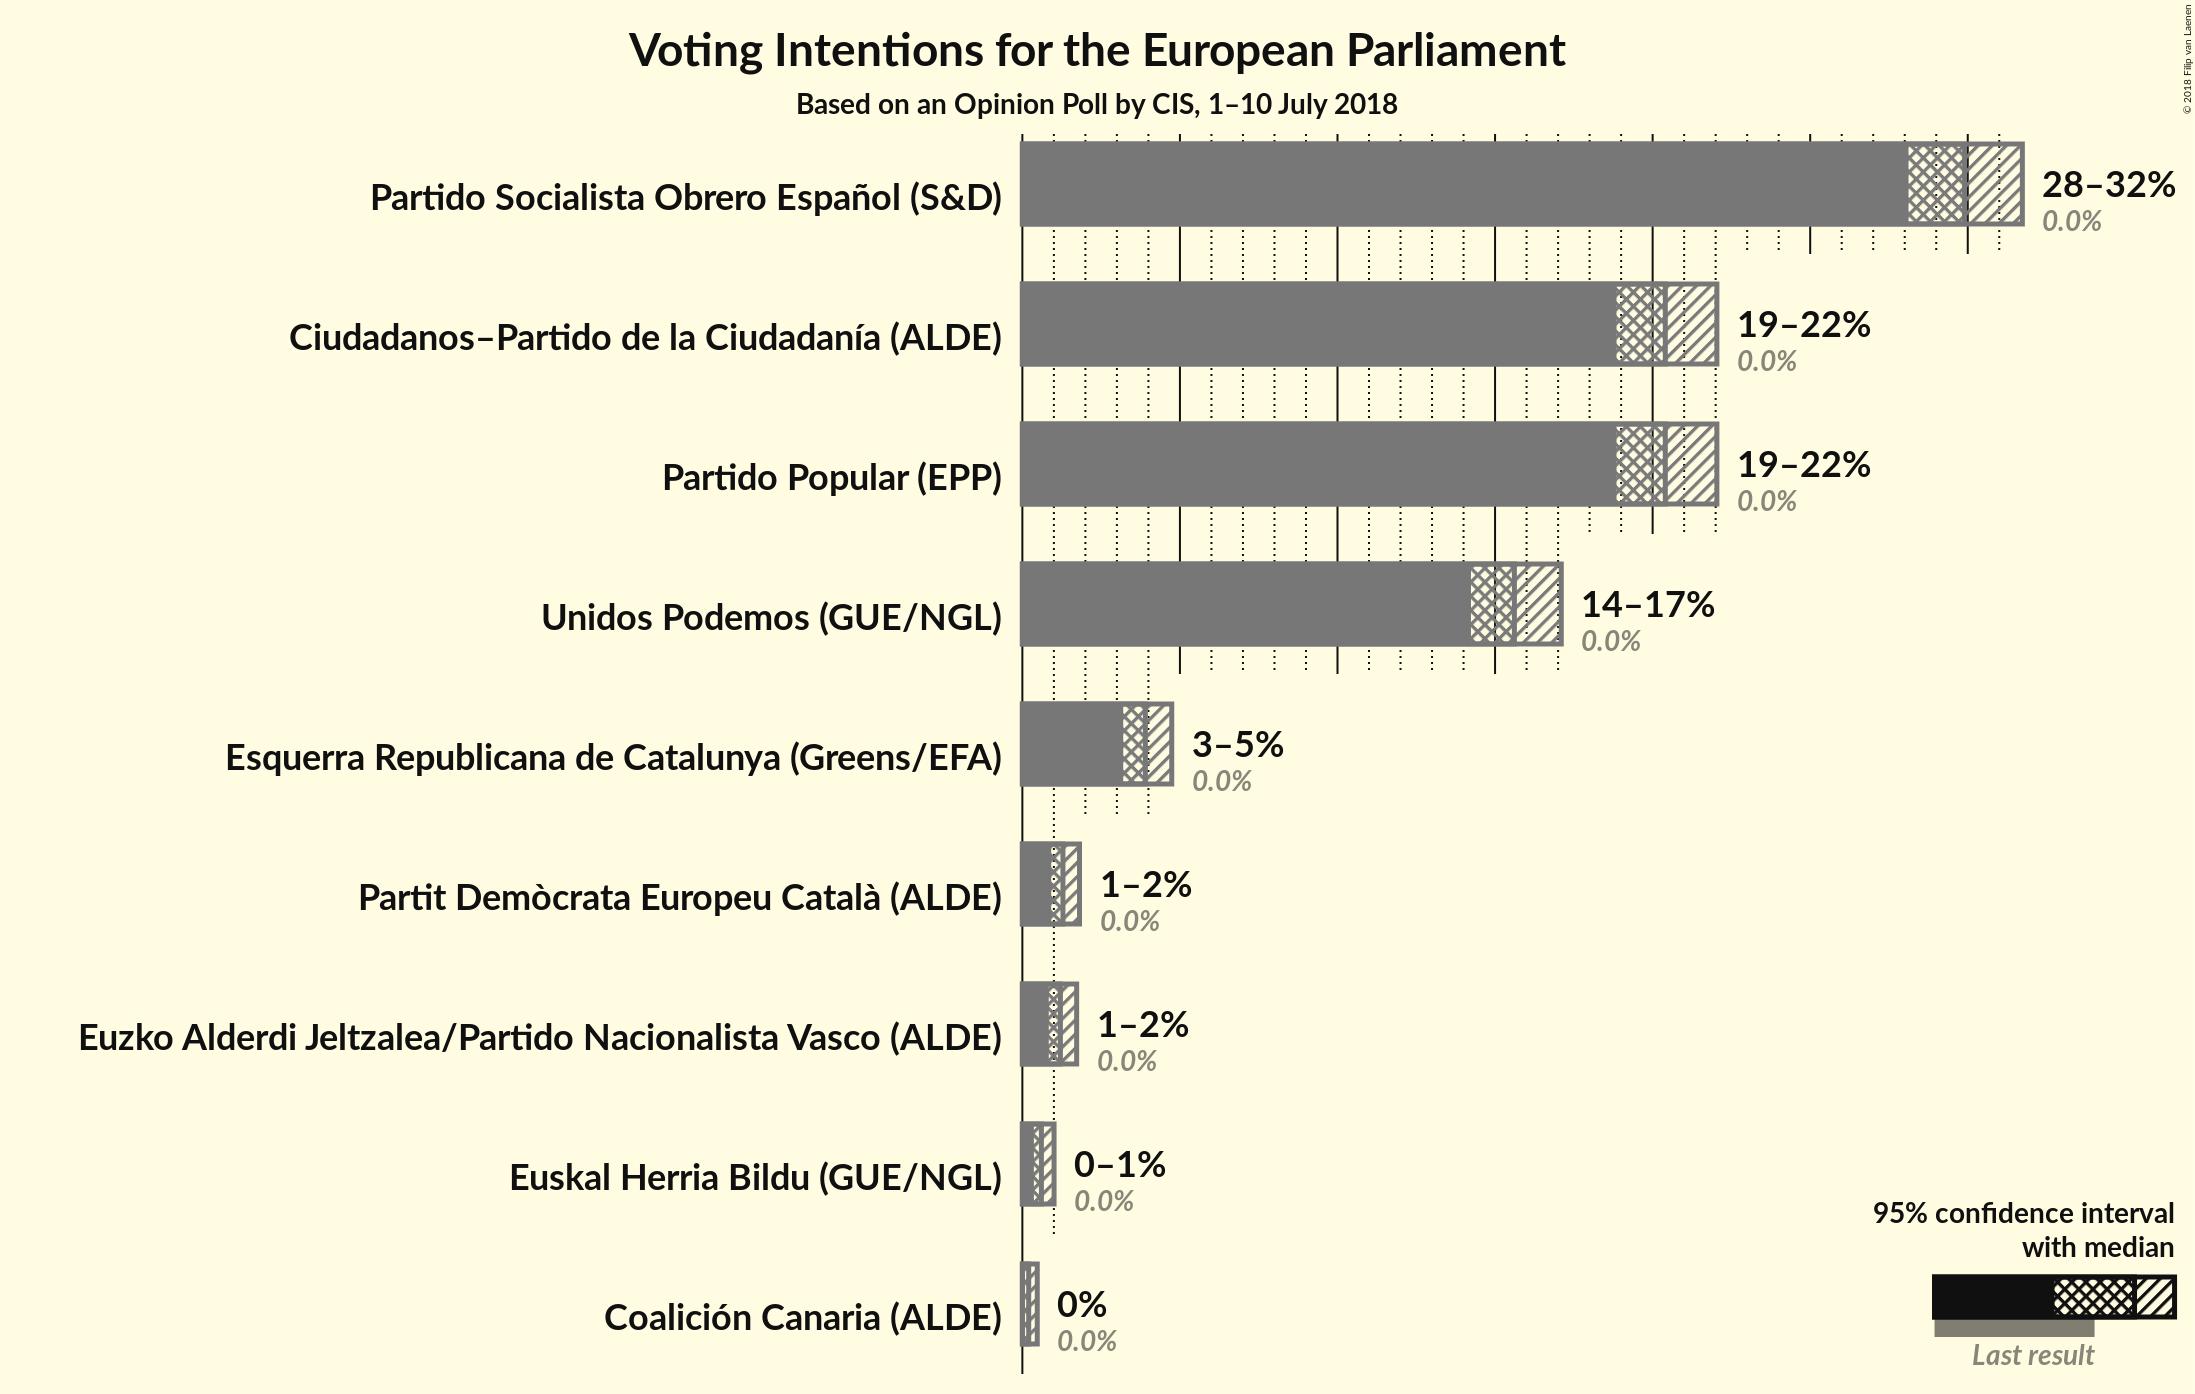 Voting Intentions for the European Parliament
Based on an Opinion Poll by CIS, 1–10 July 2018
© 2018 Filip van Laenen
Partido Socialista Obrero Español (S&D)
28–32%
0.0%
Ciudadanos–Partido de la Ciudadanía (ALDE)
19–22%
0.0%
Partido Popular (EPP)
19–22%
0.0%
Unidos Podemos (GUE/NGL)
14–17%
0.0%
Esquerra Republicana de Catalunya (Greens/EFA)
3–5%
0.0%
Partit Demòcrata Europeu Català (ALDE)
1–2%
0.0%
Euzko Alderdi Jeltzalea/Partido Nacionalista Vasco (ALDE)
1–2%
0.0%
Euskal Herria Bildu (GUE/NGL)
0–1%
0.0%
Coalición Canaria (ALDE)
0%
0.0%
95% confidence interval
with median
Last result